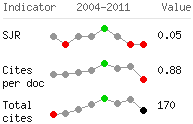 Indicator 2004-2011 Value
SJR 0.05
Cites
per doc 0.88
Total
cites 170